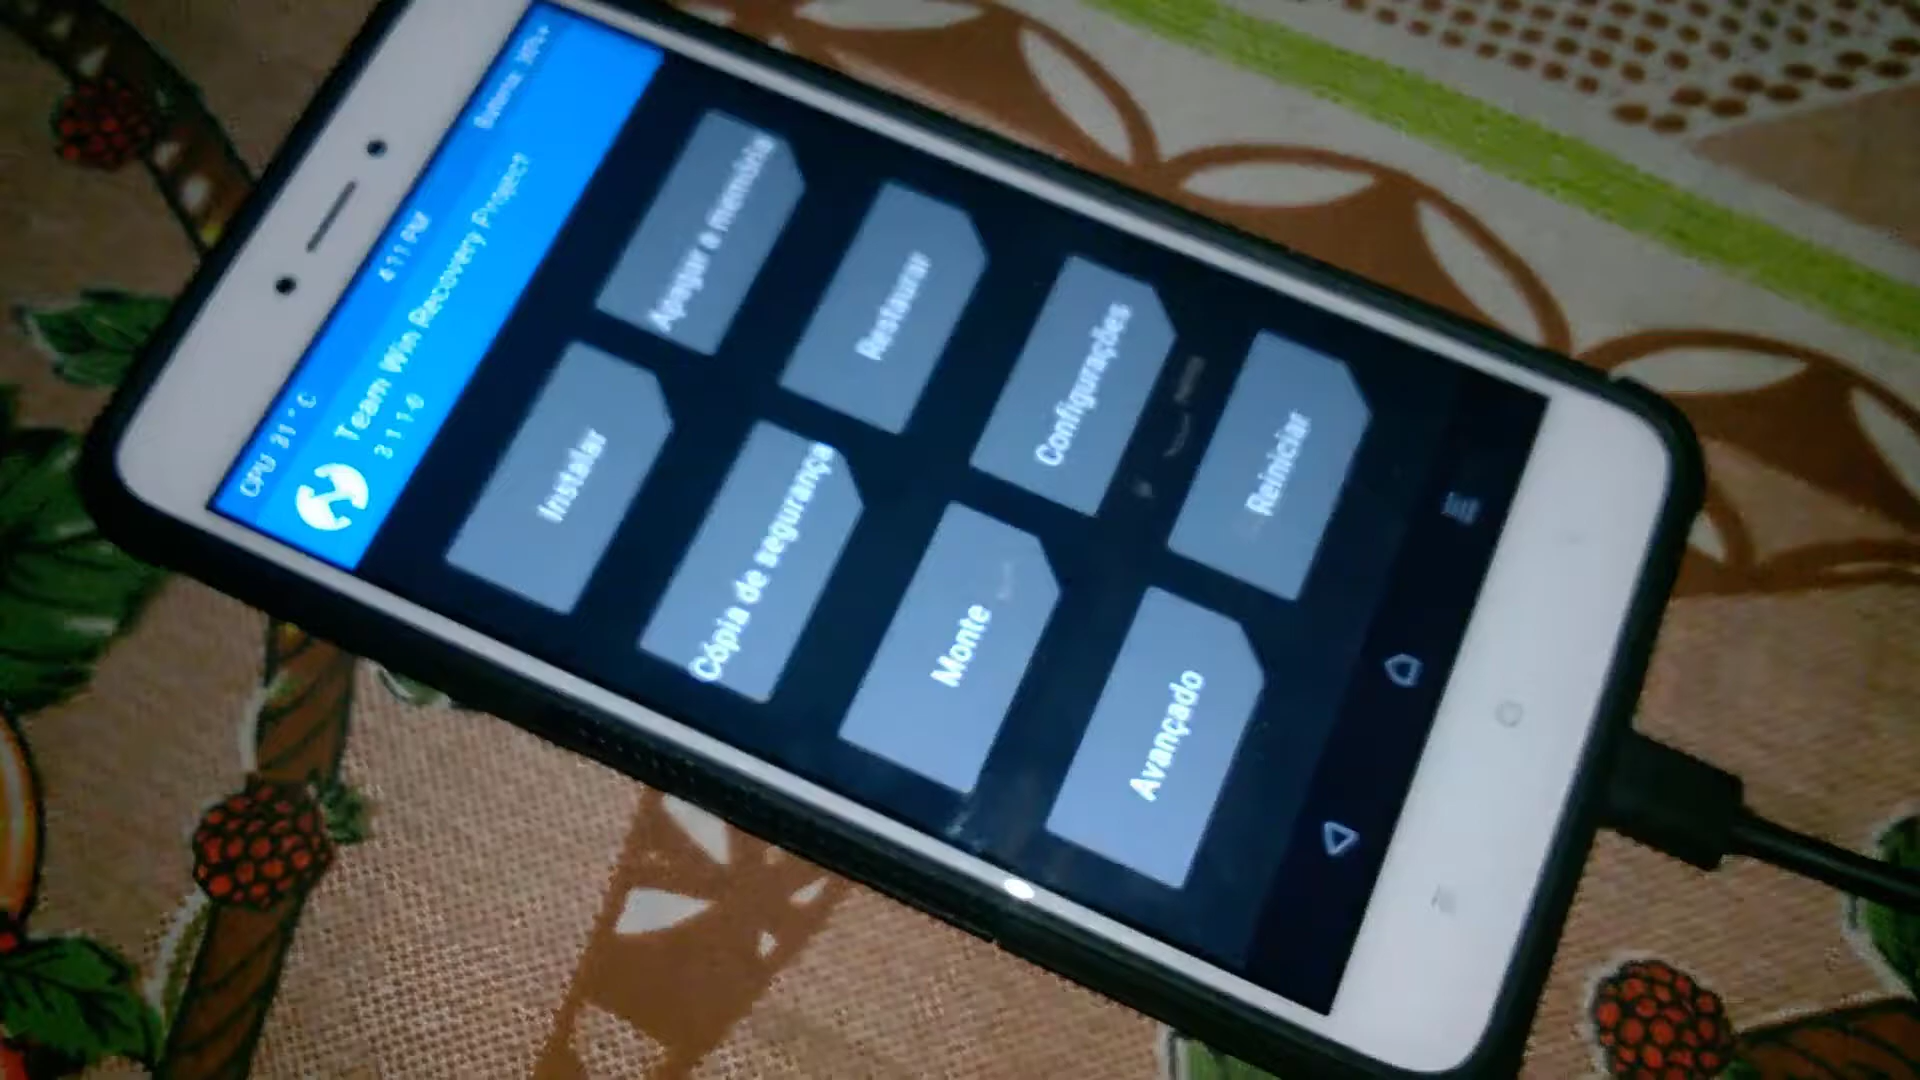 CPU 31°C
4:11 PM
Bateria: 30%+
Team Win Recovery Project
3.1.1-0
Instalar
Apagar a memória
Cópia de segurança
Restaurar
Monte
Configurações
Avançado
Reiniciar